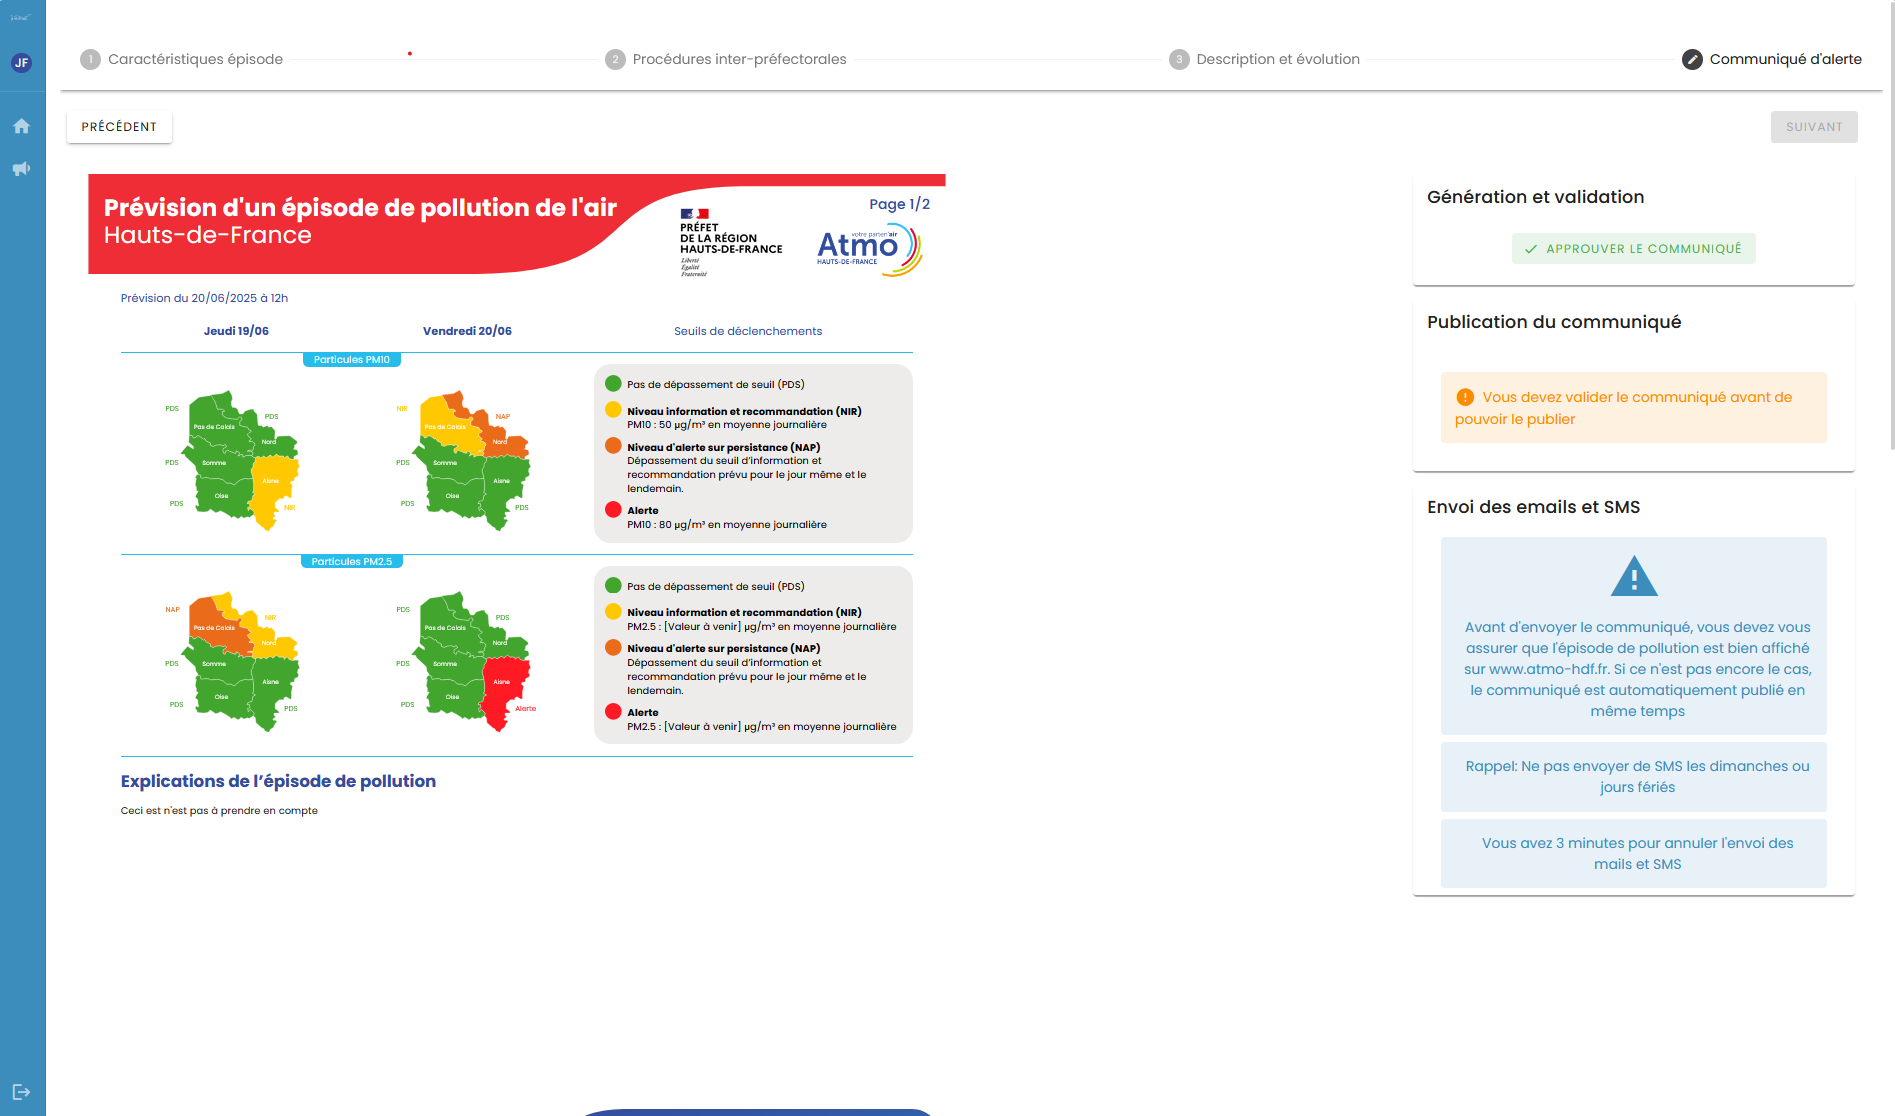 JF
1 Caractéristiques épisode
2 Procédures inter-préfectorales
3 Description et évolution
Communiqué d'alerte
PRÉCÉDENT
SUIVANT
Prévision d'un épisode de pollution de l'air
Hauts-de-France
PRÉFET
DE LA RÉGION
HAUTS-DE-FRANCE
Liberté
Égalité
Fraternité
Page 1/2
votre parten'air
Atmo
HAUTS-DE-FRANCE
Prévision du 20/06/2025 à 12h
Jeudi 19/06
Vendredi 20/06
Seuils de déclenchements
Particules PM10
PDS
PDS
Pas de Calais
Nord
PDS
Somme
Aisne
Oise
PDS
NIR
NIR
NAP
Pas de Calais
Nord
PDS
Somme
Aisne
Oise
PDS
PDS
Pas de dépassement de seuil (PDS)
Niveau information et recommandation (NIR)
PM10 : 50 µg/m³ en moyenne journalière
Niveau d'alerte sur persistance (NAP)
Dépassement du seuil d'information et
recommandation prévu pour le jour même et le
lendemain.
Alerte
PM10 : 80 µg/m³ en moyenne journalière
Particules PM2.5
NAP
NIR
Pas de Calais
Nord
PDS
Somme
Aisne
Oise
PDS
PDS
PDS
PDS
Pas de Calais
Nord
PDS
Somme
Aisne
Oise
PDS
Alerte
Pas de dépassement de seuil (PDS)
Niveau information et recommandation (NIR)
PM2.5 : [Valeur à venir] µg/m³ en moyenne journalière
Niveau d'alerte sur persistance (NAP)
Dépassement du seuil d'information et
recommandation prévu pour le jour même et le
lendemain.
Alerte
PM2.5 : [Valeur à venir] µg/m³ en moyenne journalière
Explications de l’épisode de pollution
Ceci est n'est pas à prendre en compte
Génération et validation
APPROUVER LE COMMUNIQUÉ
Publication du communiqué
Vous devez valider le communiqué avant de
pouvoir le publier
Envoi des emails et SMS
Avant d'envoyer le communiqué, vous devez vous
assurer que l'épisode de pollution est bien affiché
sur www.atmo-hdf.fr. Si ce n'est pas encore le cas,
le communiqué est automatiquement publié en
même temps
Rappel: Ne pas envoyer de SMS les dimanches ou
jours fériés
Vous avez 3 minutes pour annuler l'envoi des
mails et SMS